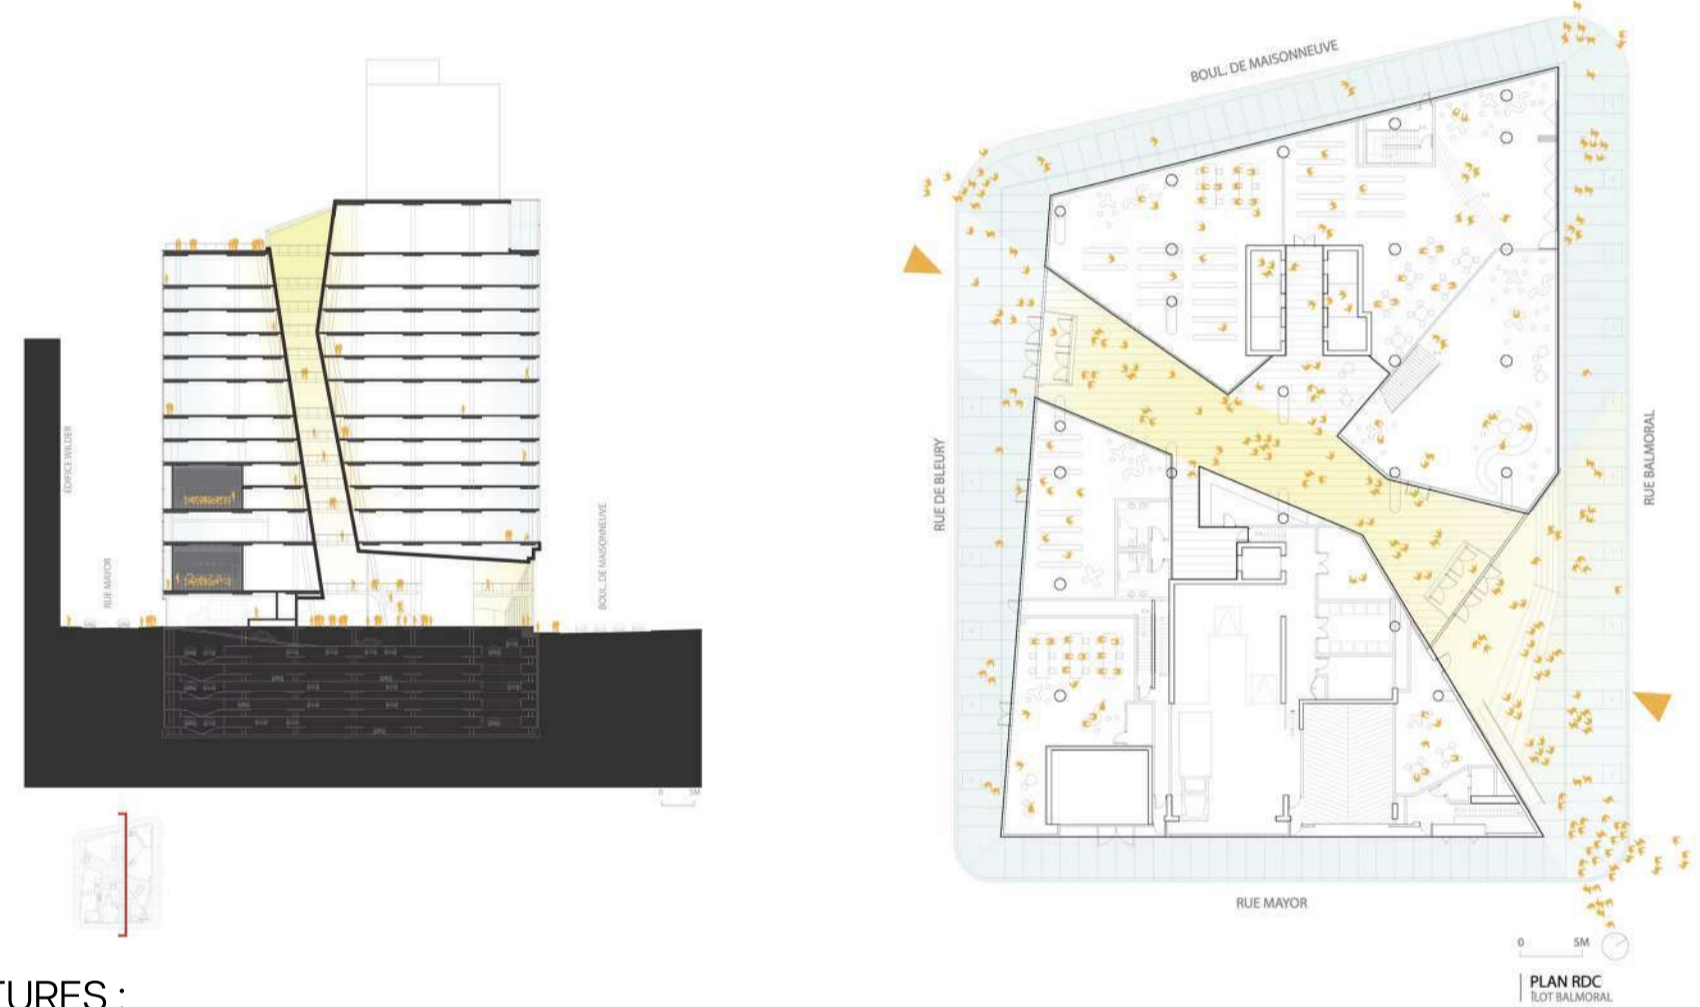 ÉDIFICE WILDER
RUE MAYOR
BOUL. DE MAISONNEUVE
0 5M
BOUL. DE MAISONNEUVE
RUE DE BLEURY
RUE BALMORAL
RUE MAYOR
0 5M
PLAN RDC
ÎLOT BALMORAL
TURES :